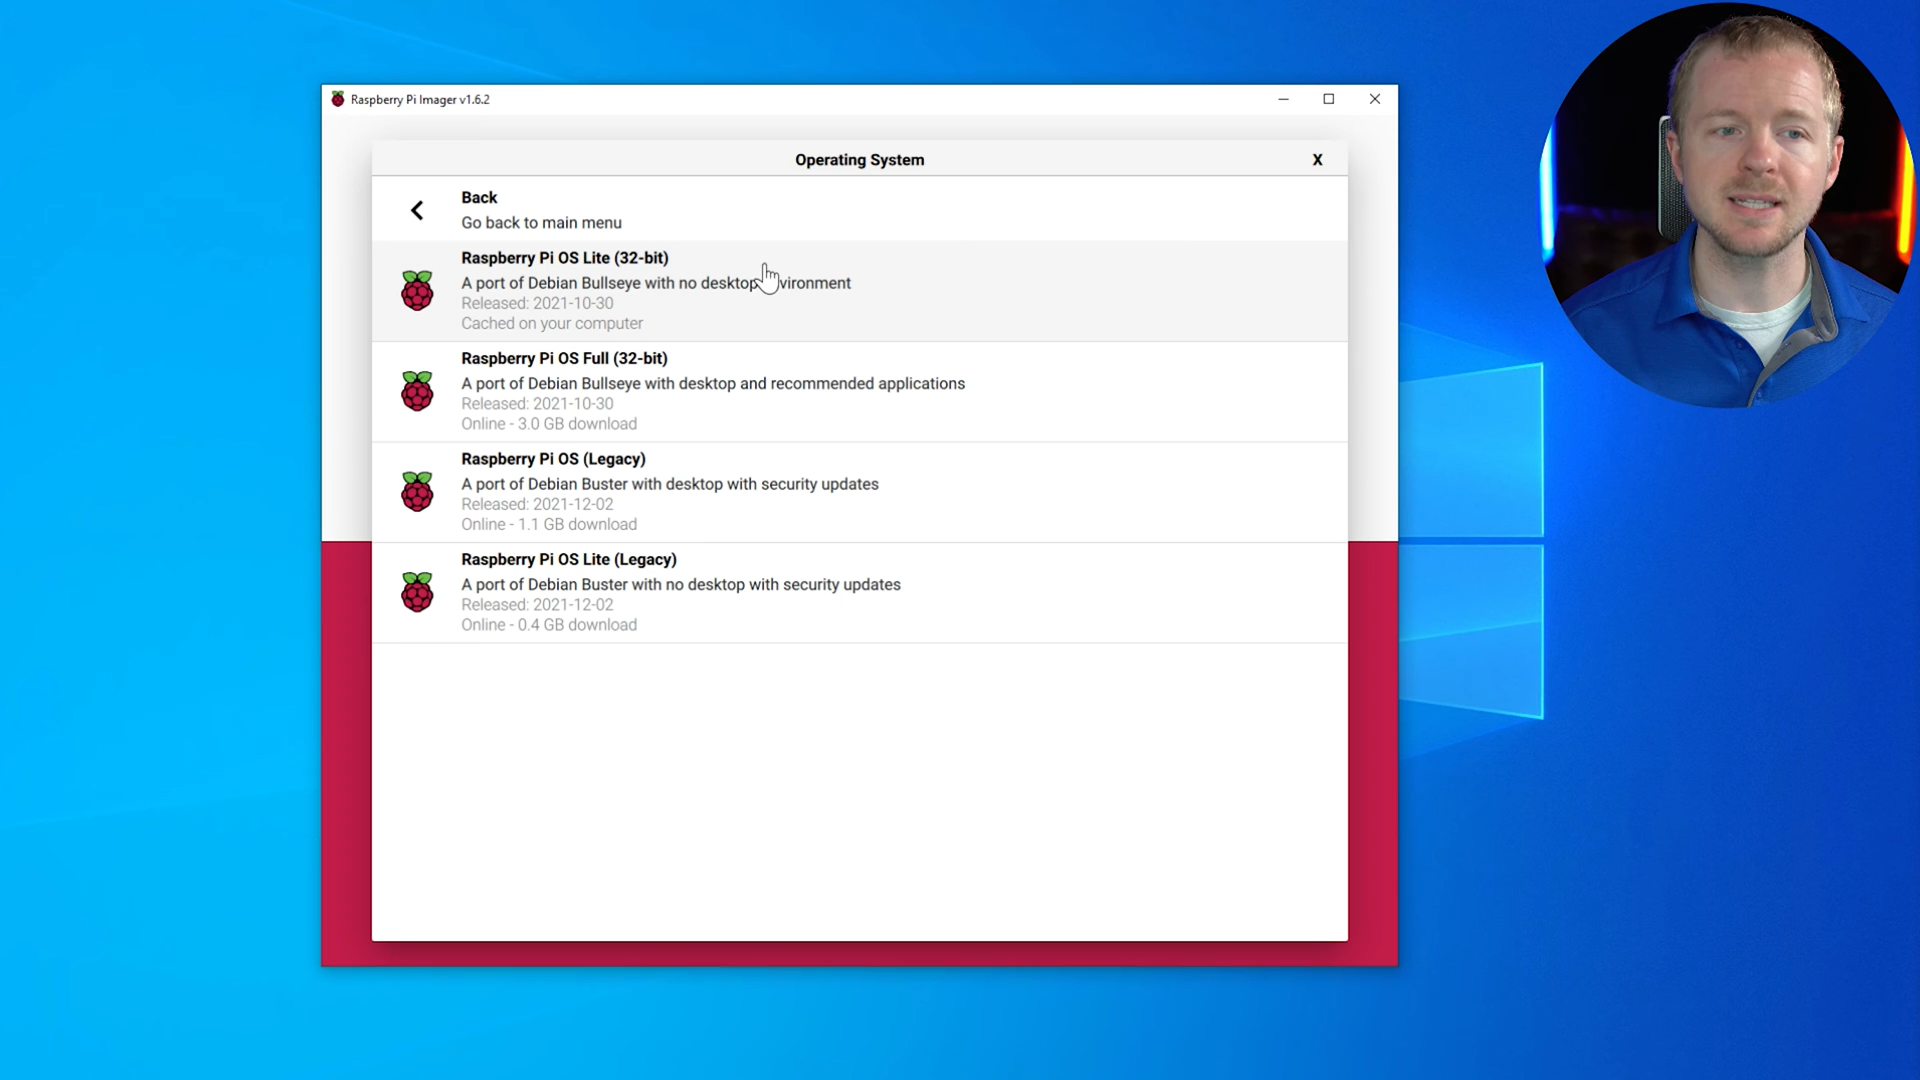 Raspberry Pi Imager v1.6.2
Operating System
X
Back
Go back to main menu
Raspberry Pi OS Lite (32-bit)
A port of Debian Bullseye with no desktop vironment
Released: 2021-10-30
Cached on your computer
Raspberry Pi OS Full (32-bit)
A port of Debian Bullseye with desktop and recommended applications
Released: 2021-10-30
Online - 3.0 GB download
Raspberry Pi OS (Legacy)
A port of Debian Buster with desktop with security updates
Released: 2021-12-02
Online - 1.1 GB download
Raspberry Pi OS Lite (Legacy)
A port of Debian Buster with no desktop with security updates
Released: 2021-12-02
Online - 0.4 GB download